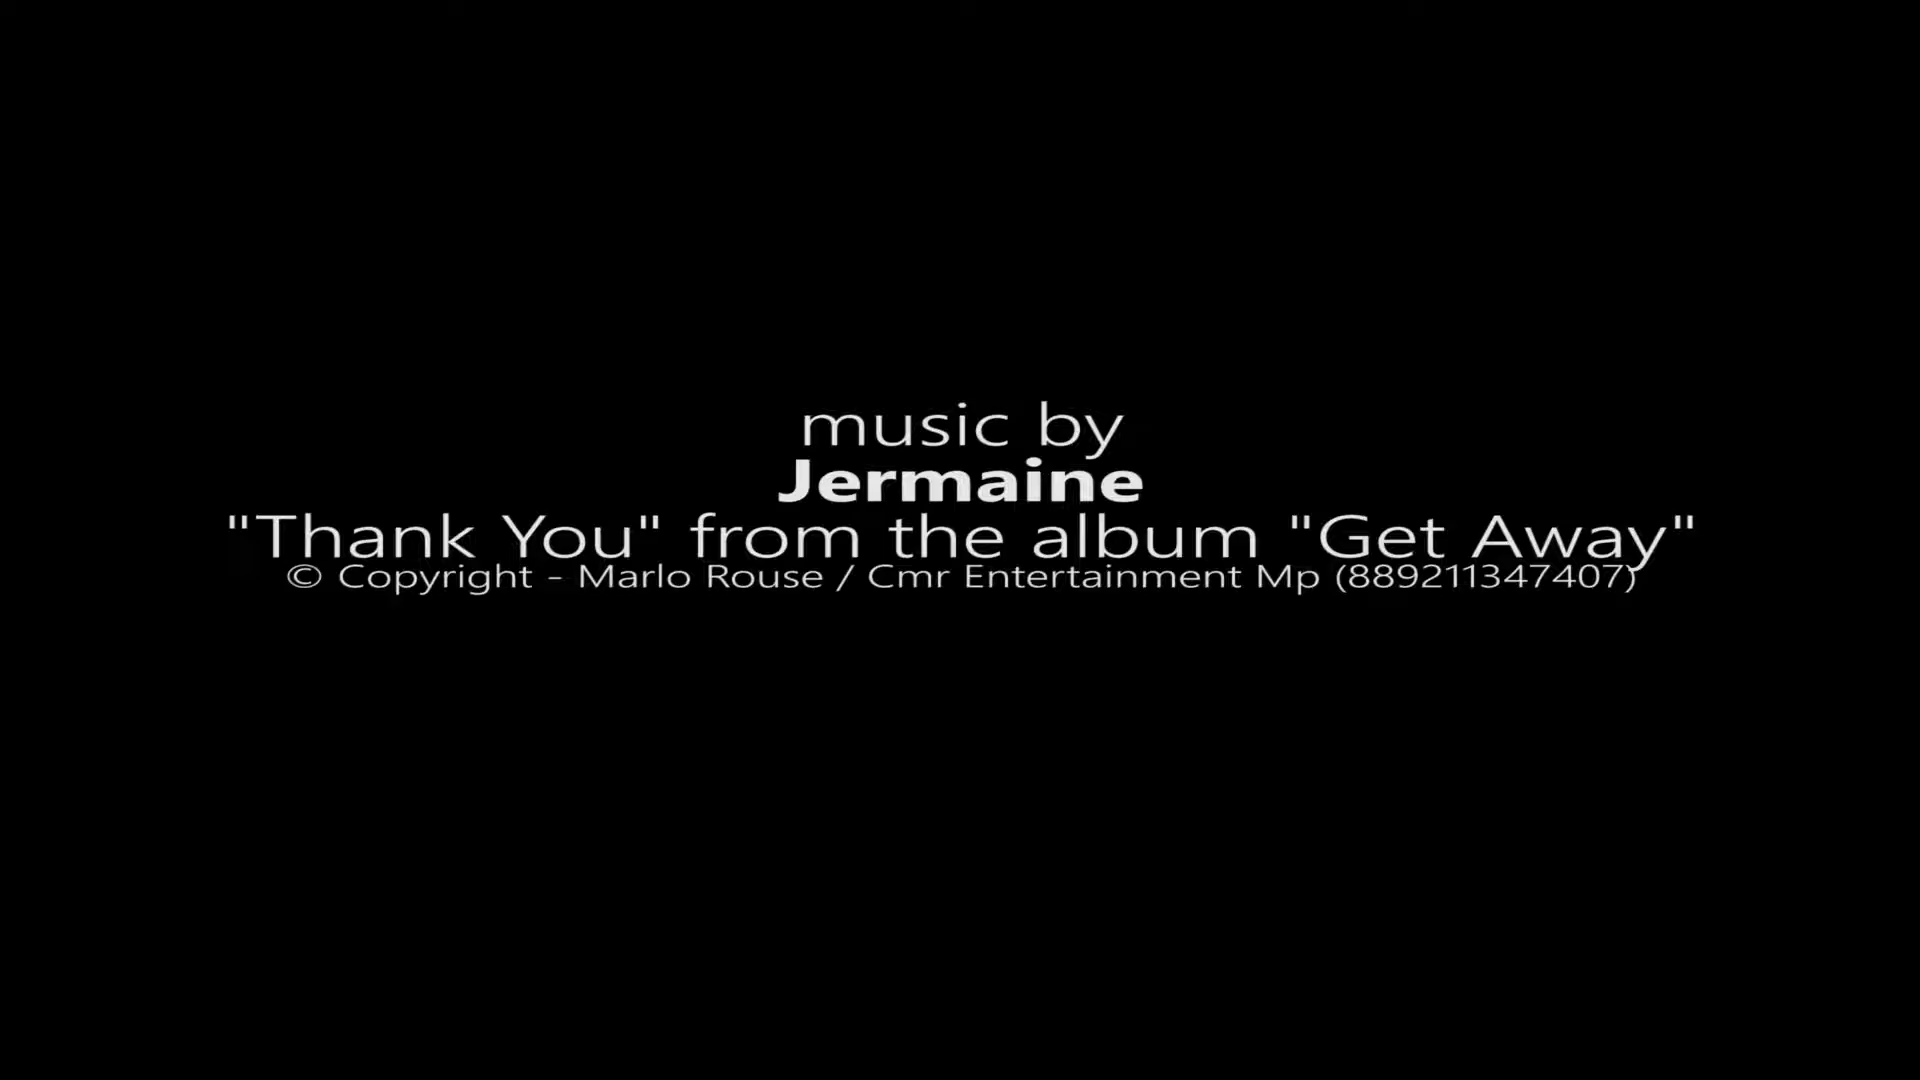 music by
Jermaine
"Thank You" from the album "Get Away"
© Copyright - Marlo Rouse / Cmr Entertainment Mp (889211347407)